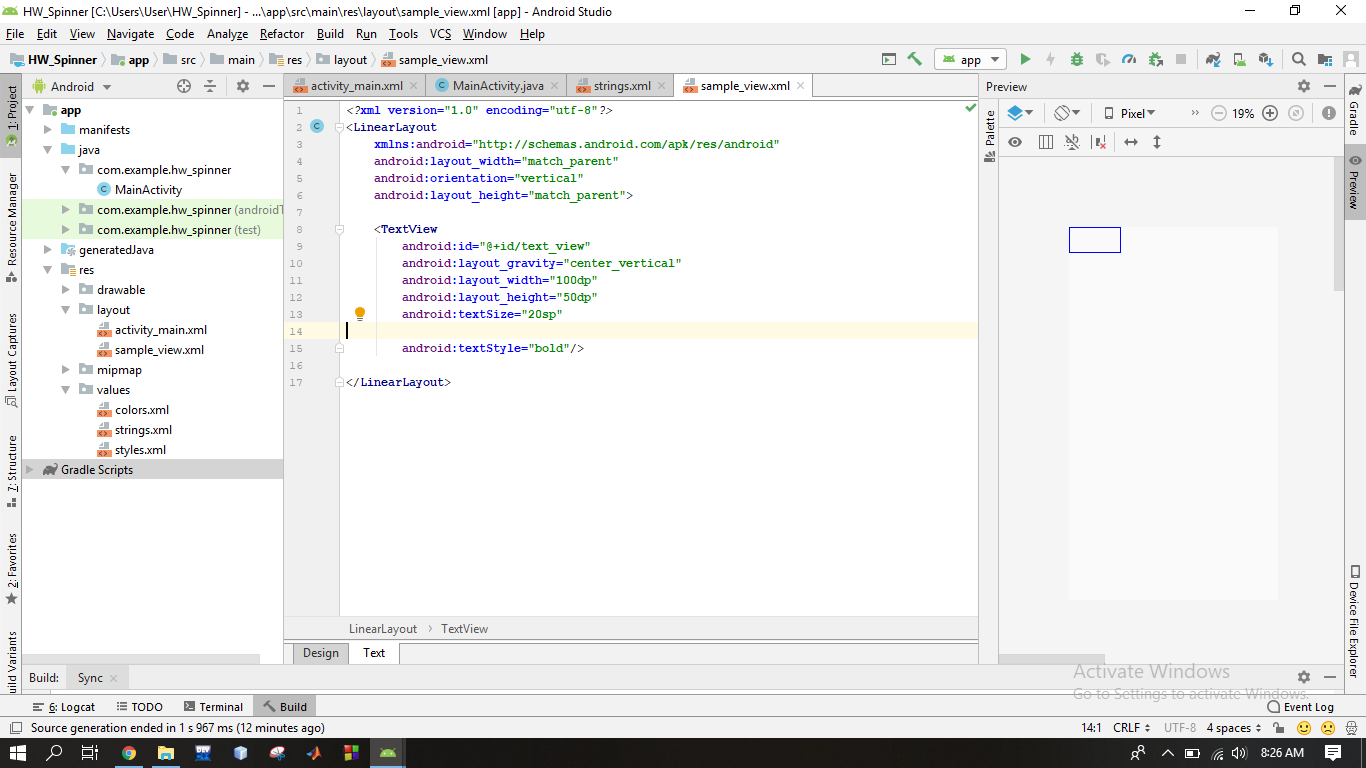 HW_Spinner [C:\Users\User\HW_Spinner] - ...\app\src\main\res\layout\sample_view.xml [app] - Android Studio
File Edit View Navigate Code Analyze Refactor Build Run Tools VCS Window Help
HW_Spinner app src main res layout sample_view.xml
app
Android
activity_main.xml MainActivity.java strings.xml sample_view.xml
Preview
1: Project
Resource Manager
Layout Captures
7: Structure
2: Favorites
uild Variants
app
manifests
java
com.example.hw_spinner
MainActivity
com.example.hw_spinner (androidT
com.example.hw_spinner (test)
generatedJava
res
drawable
layout
activity_main.xml
sample_view.xml
mipmap
values
colors.xml
strings.xml
styles.xml
Gradle Scripts
1 <?xml version="1.0" encoding="utf-8"?>
2 <LinearLayout
3 xmlns:android="http://schemas.android.com/apk/res/android"
4 android:layout_width="match_parent"
5 android:orientation="vertical"
6 android:layout_height="match_parent">
7
8 <TextView
9 android:id="@+id/text_view"
10 android:layout_gravity="center_vertical"
11 android:layout_width="100dp"
12 android:layout_height="50dp"
13 android:textSize="20sp"
14
15 android:textStyle="bold"/>
16
17 </LinearLayout>
LinearLayout TextView
Design Text
Palette
Pixel
19%
Gradle
Preview
Device File Explorer
Activate Windows
Go to Settings to activate Windows.
Build: Sync
6: Logcat TODO Terminal Build Event Log
Source generation ended in 1 s 967 ms (12 minutes ago) 14:1 CRLF UTF-8 4 spaces
8:26 AM